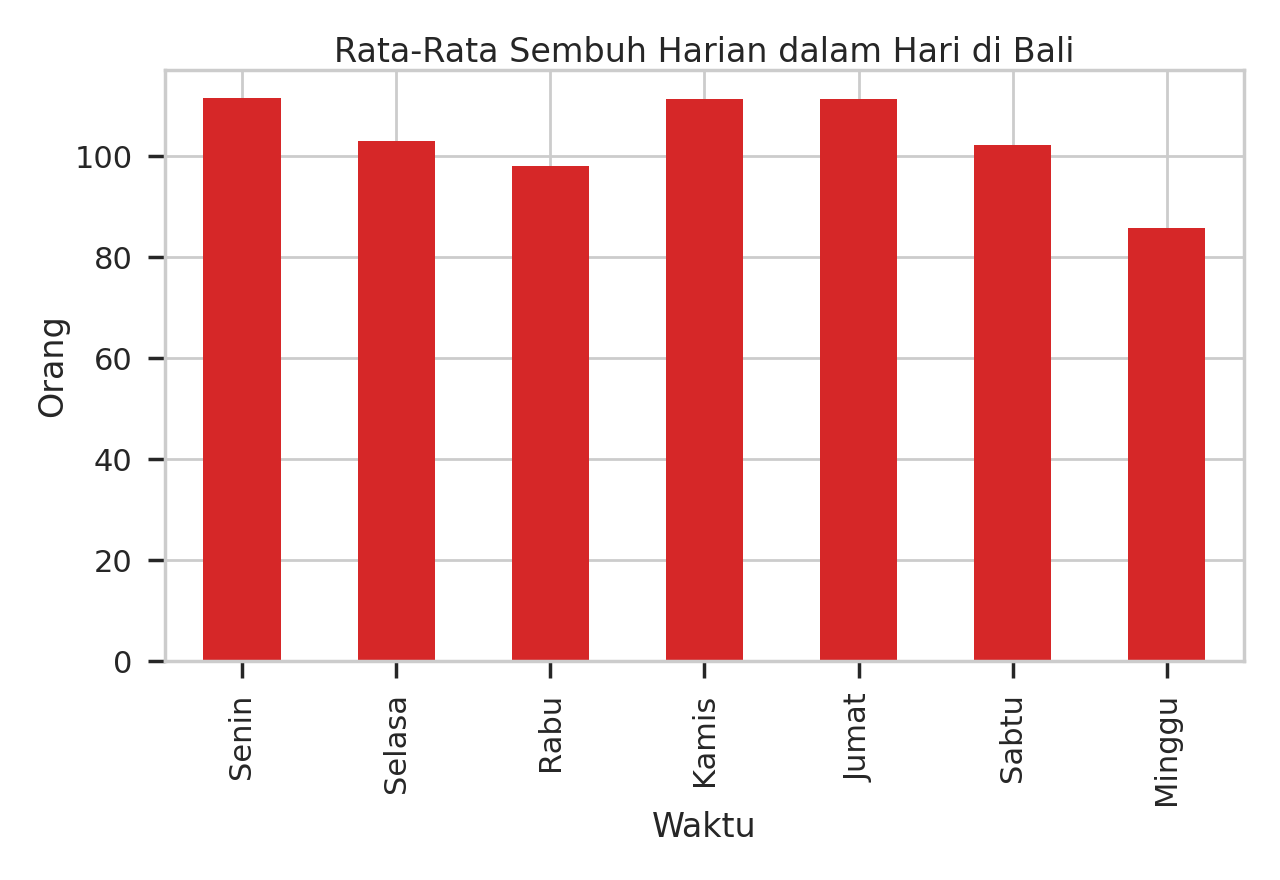 Rata-Rata Sembuh Harian dalam Hari di Bali
Orang
100
80
60
40
20
0
Senin
Selasa
Rabu
Kamis
Jumat
Sabtu
Minggu
Waktu